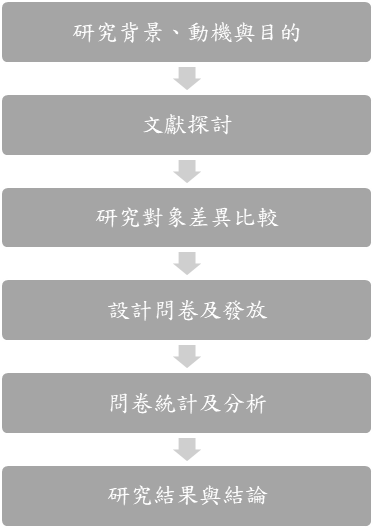 研究背景、動機與目的
文獻探討
研究對象差異比較
設計問卷及發放
問卷統計及分析
研究結果與結論